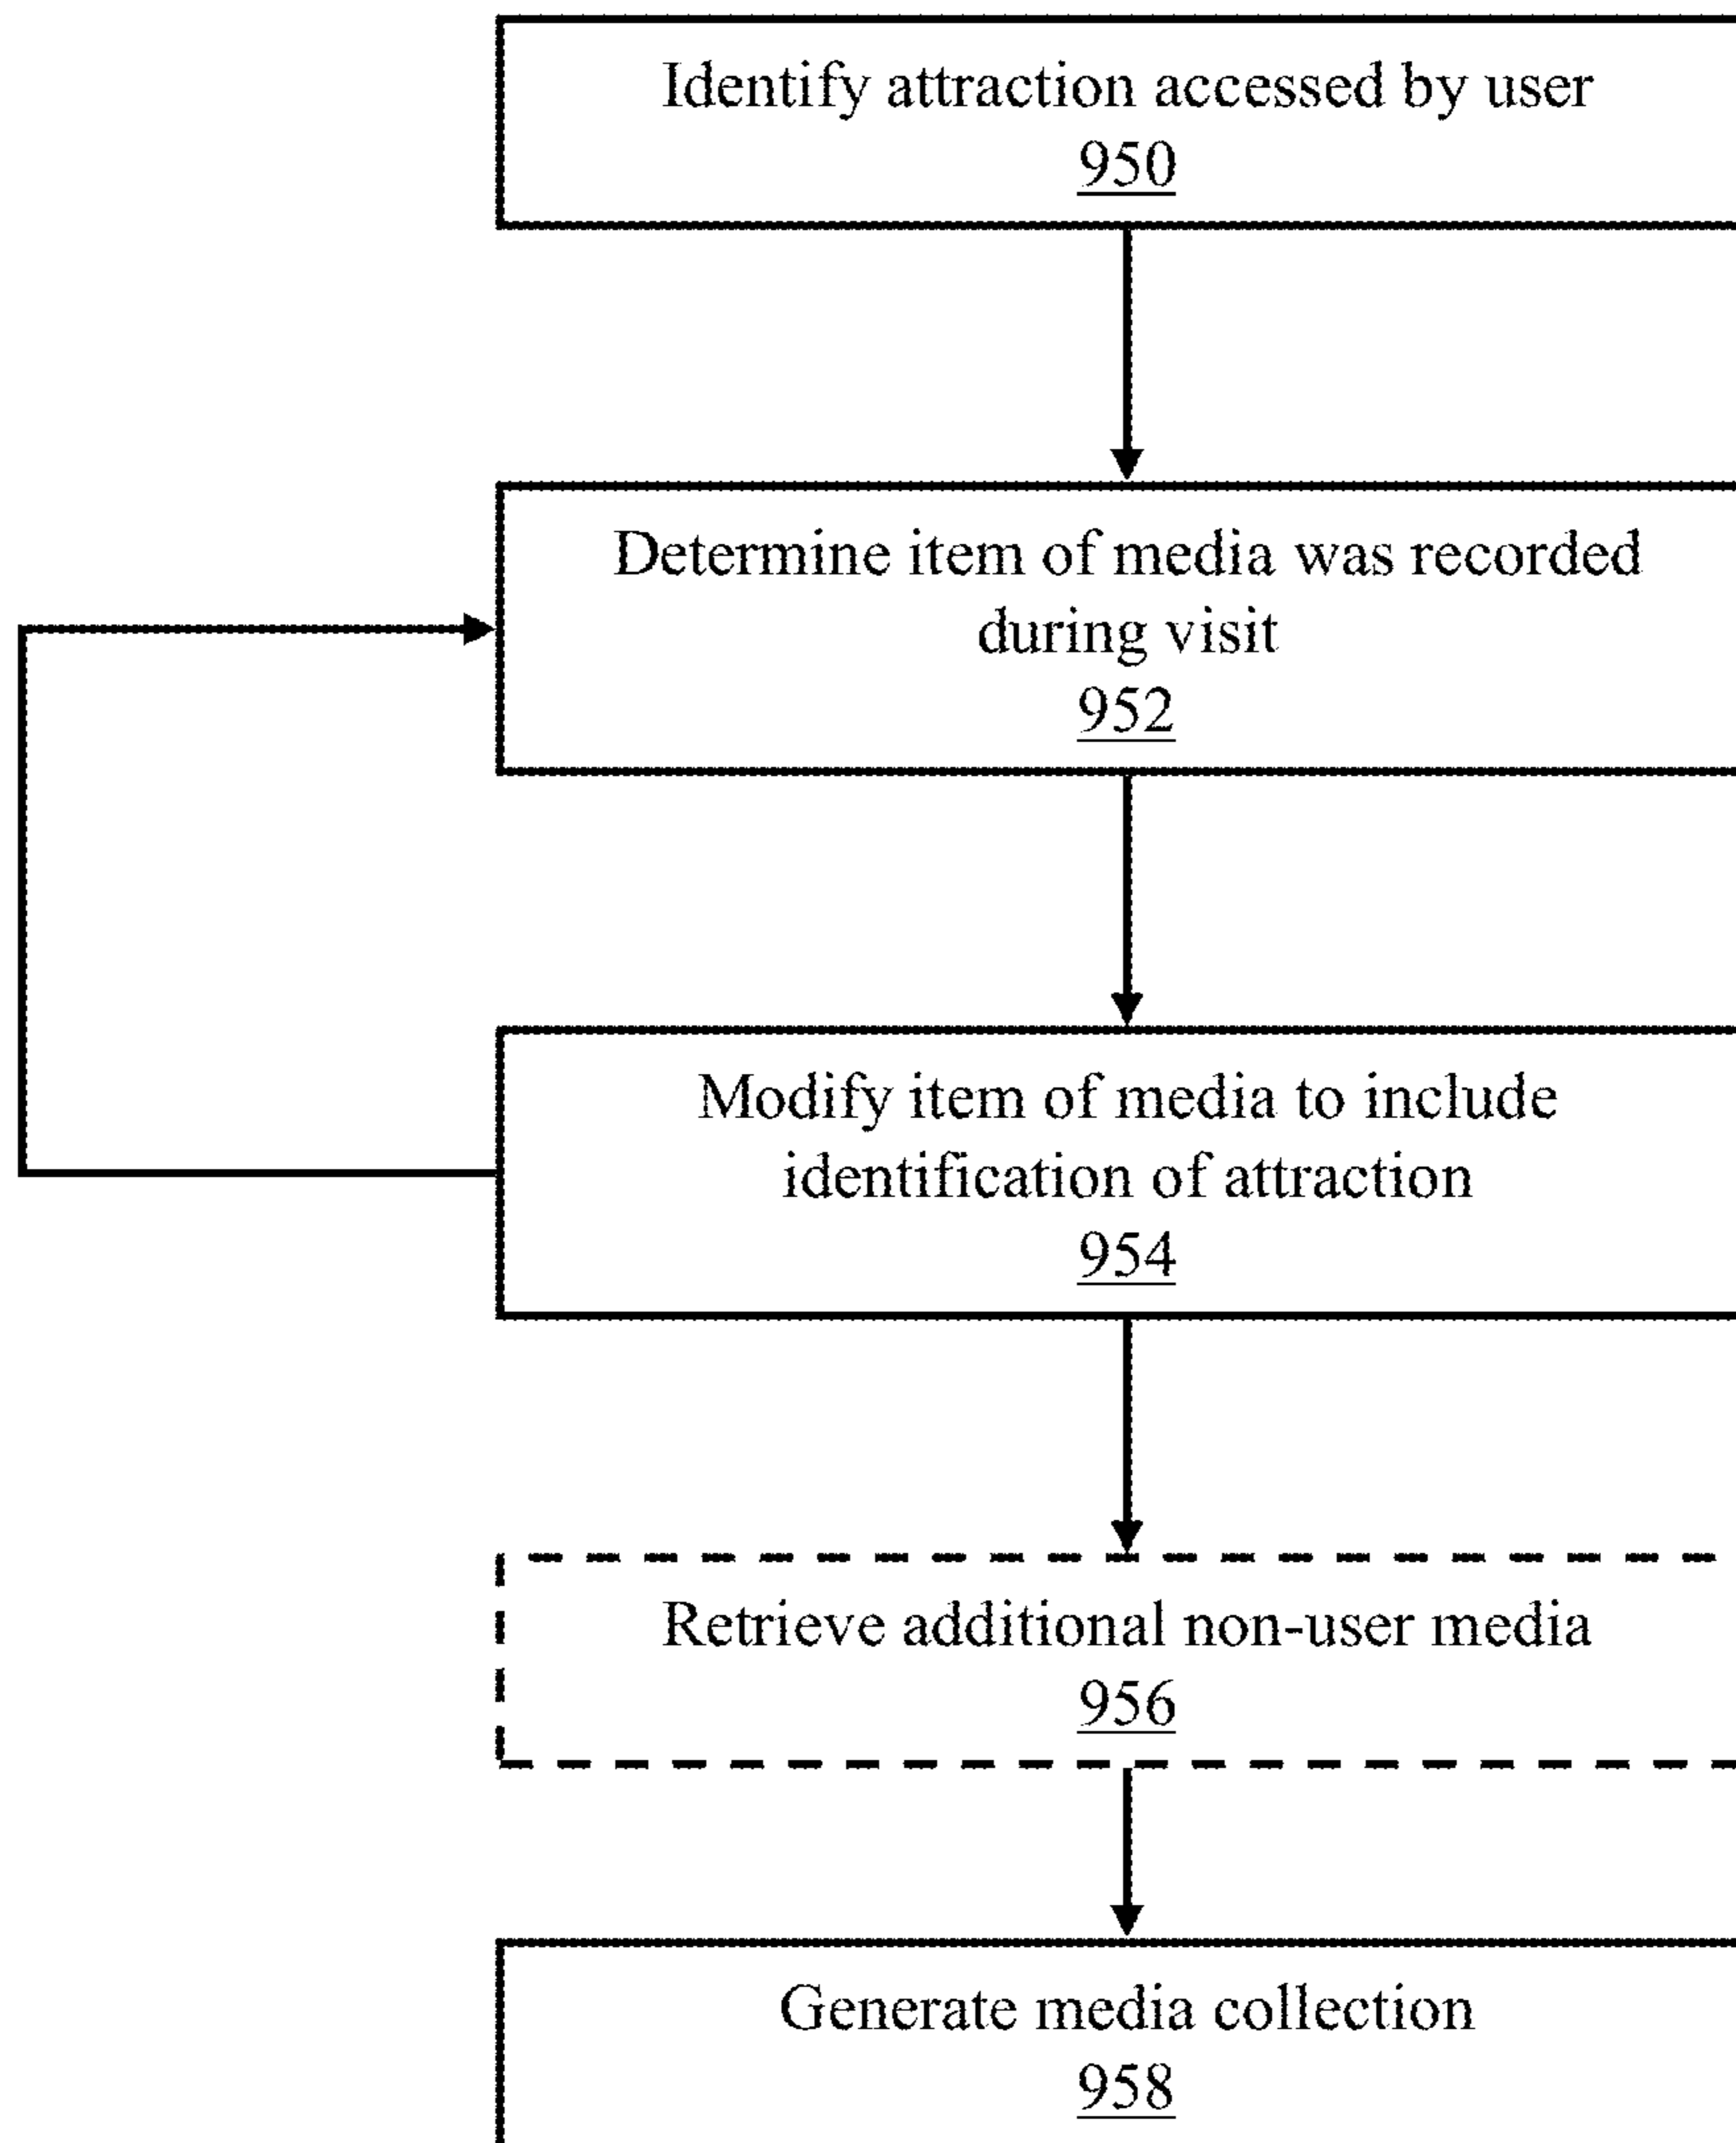 Identify attraction accessed by user
950
Determine item of media was recorded
during visit
952
Modify item of media to include
identification of attraction
954
Retrieve additional non-user media
956
Generate media collection
958